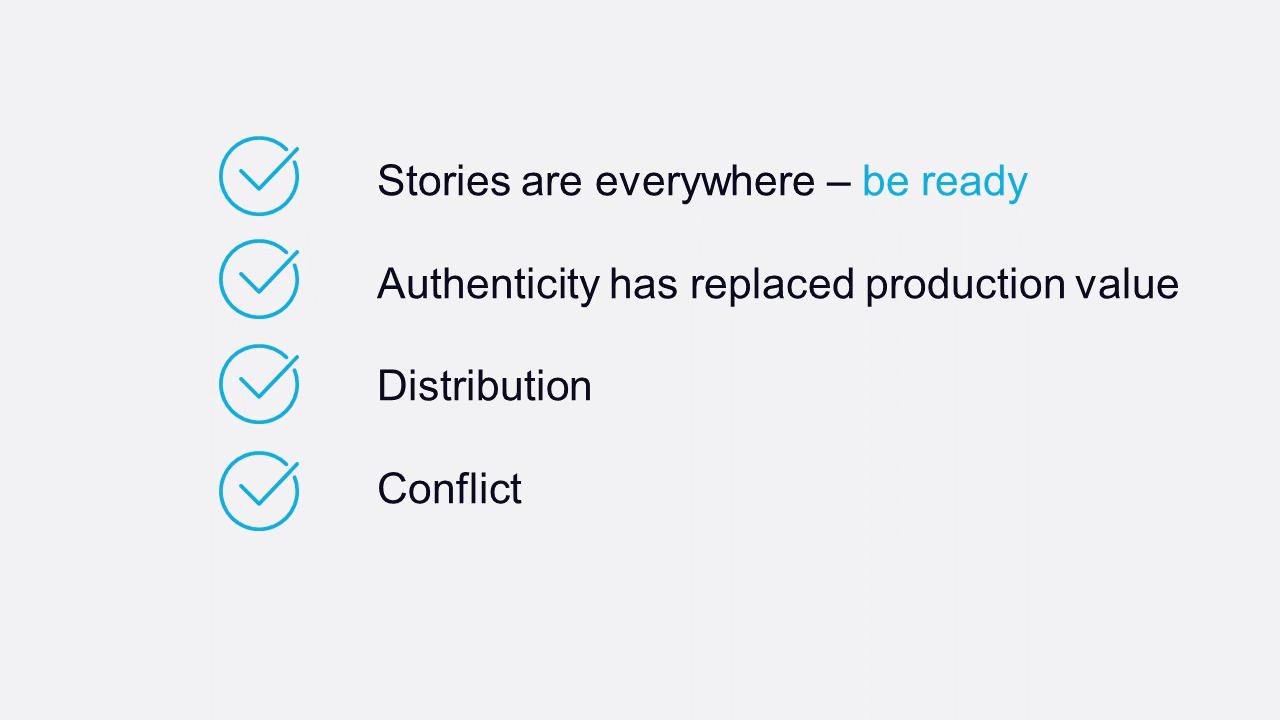 Stories are everywhere – be ready
Authenticity has replaced production value
Distribution
Conflict